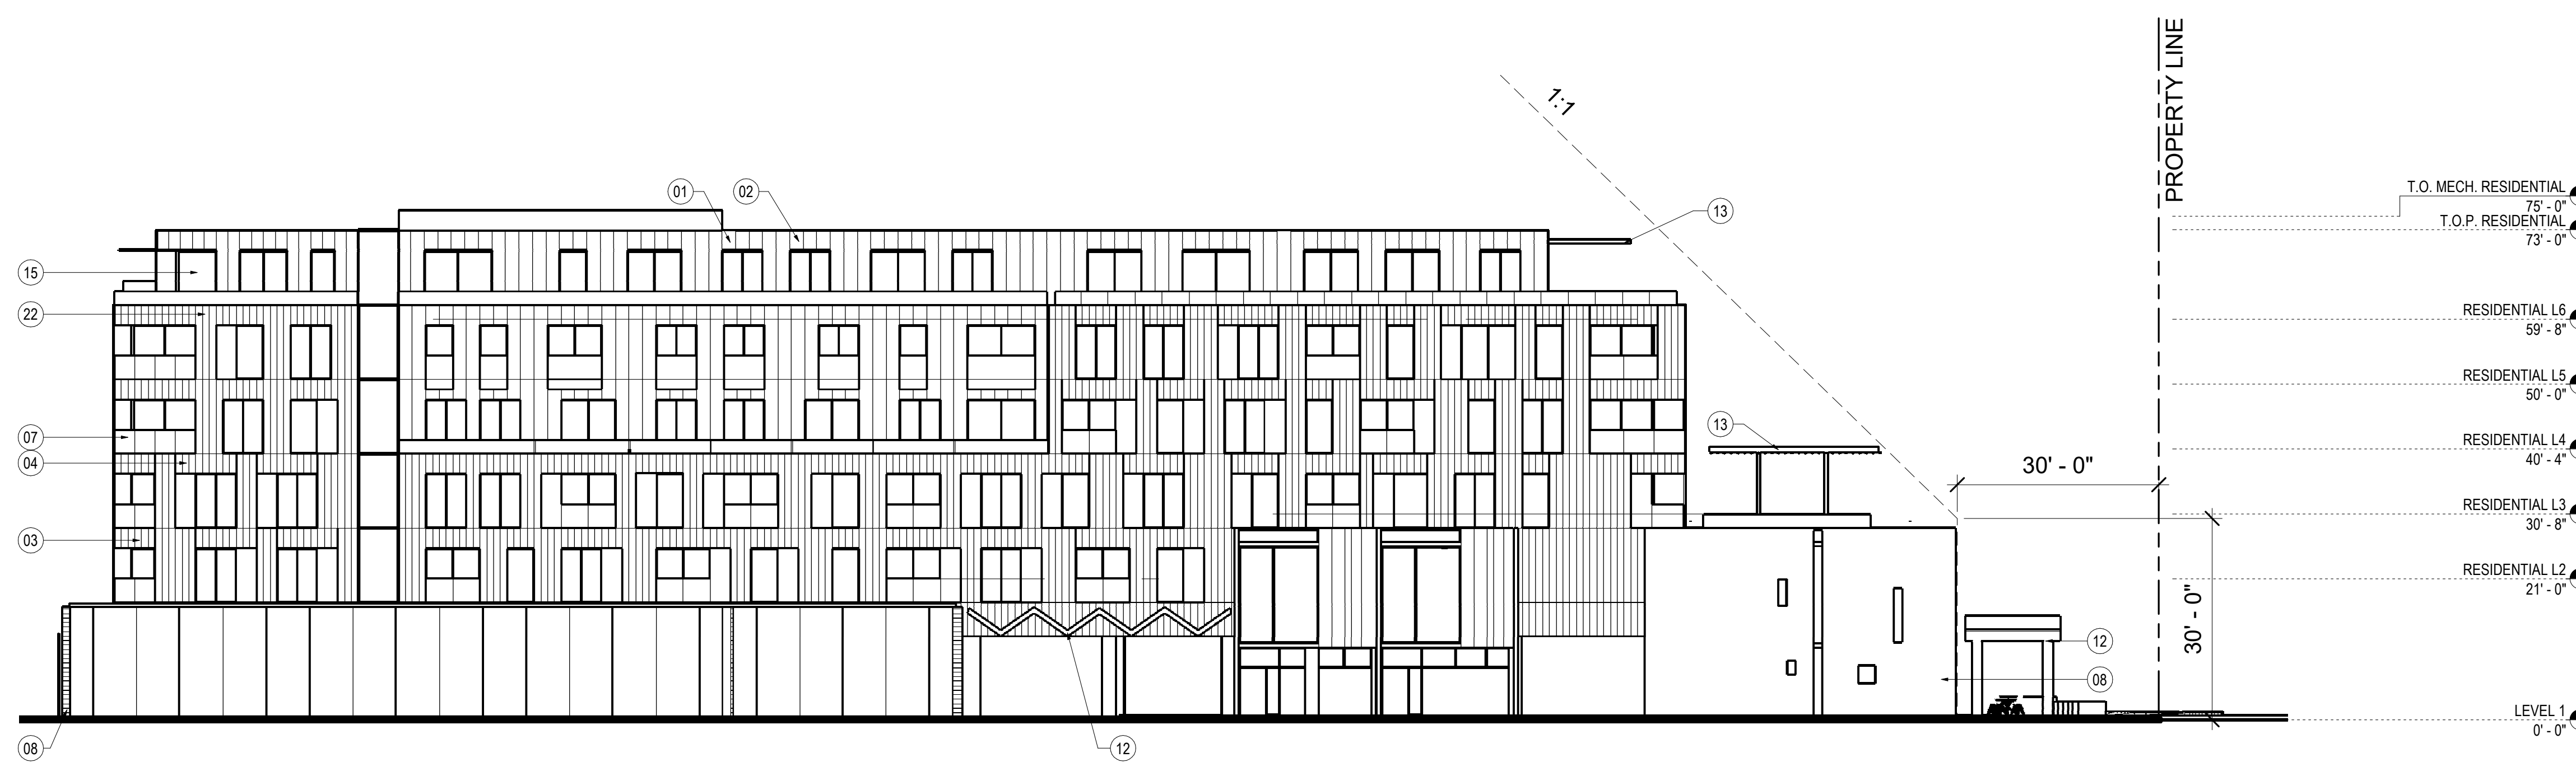 PROPERTY LINE
1:1
T.O. MECH. RESIDENTIAL
75' - 0"
01
02
13
T.O.P. RESIDENTIAL
73' - 0"
15
22
RESIDENTIAL L6
59' - 8"
RESIDENTIAL L5
50' - 0"
13
07
04
RESIDENTIAL L4
40' - 4"
30' - 0"
RESIDENTIAL L3
30' - 8"
03
RESIDENTIAL L2
21' - 0"
30' - 0"
12
08
LEVEL 1
0' - 0"
08
12